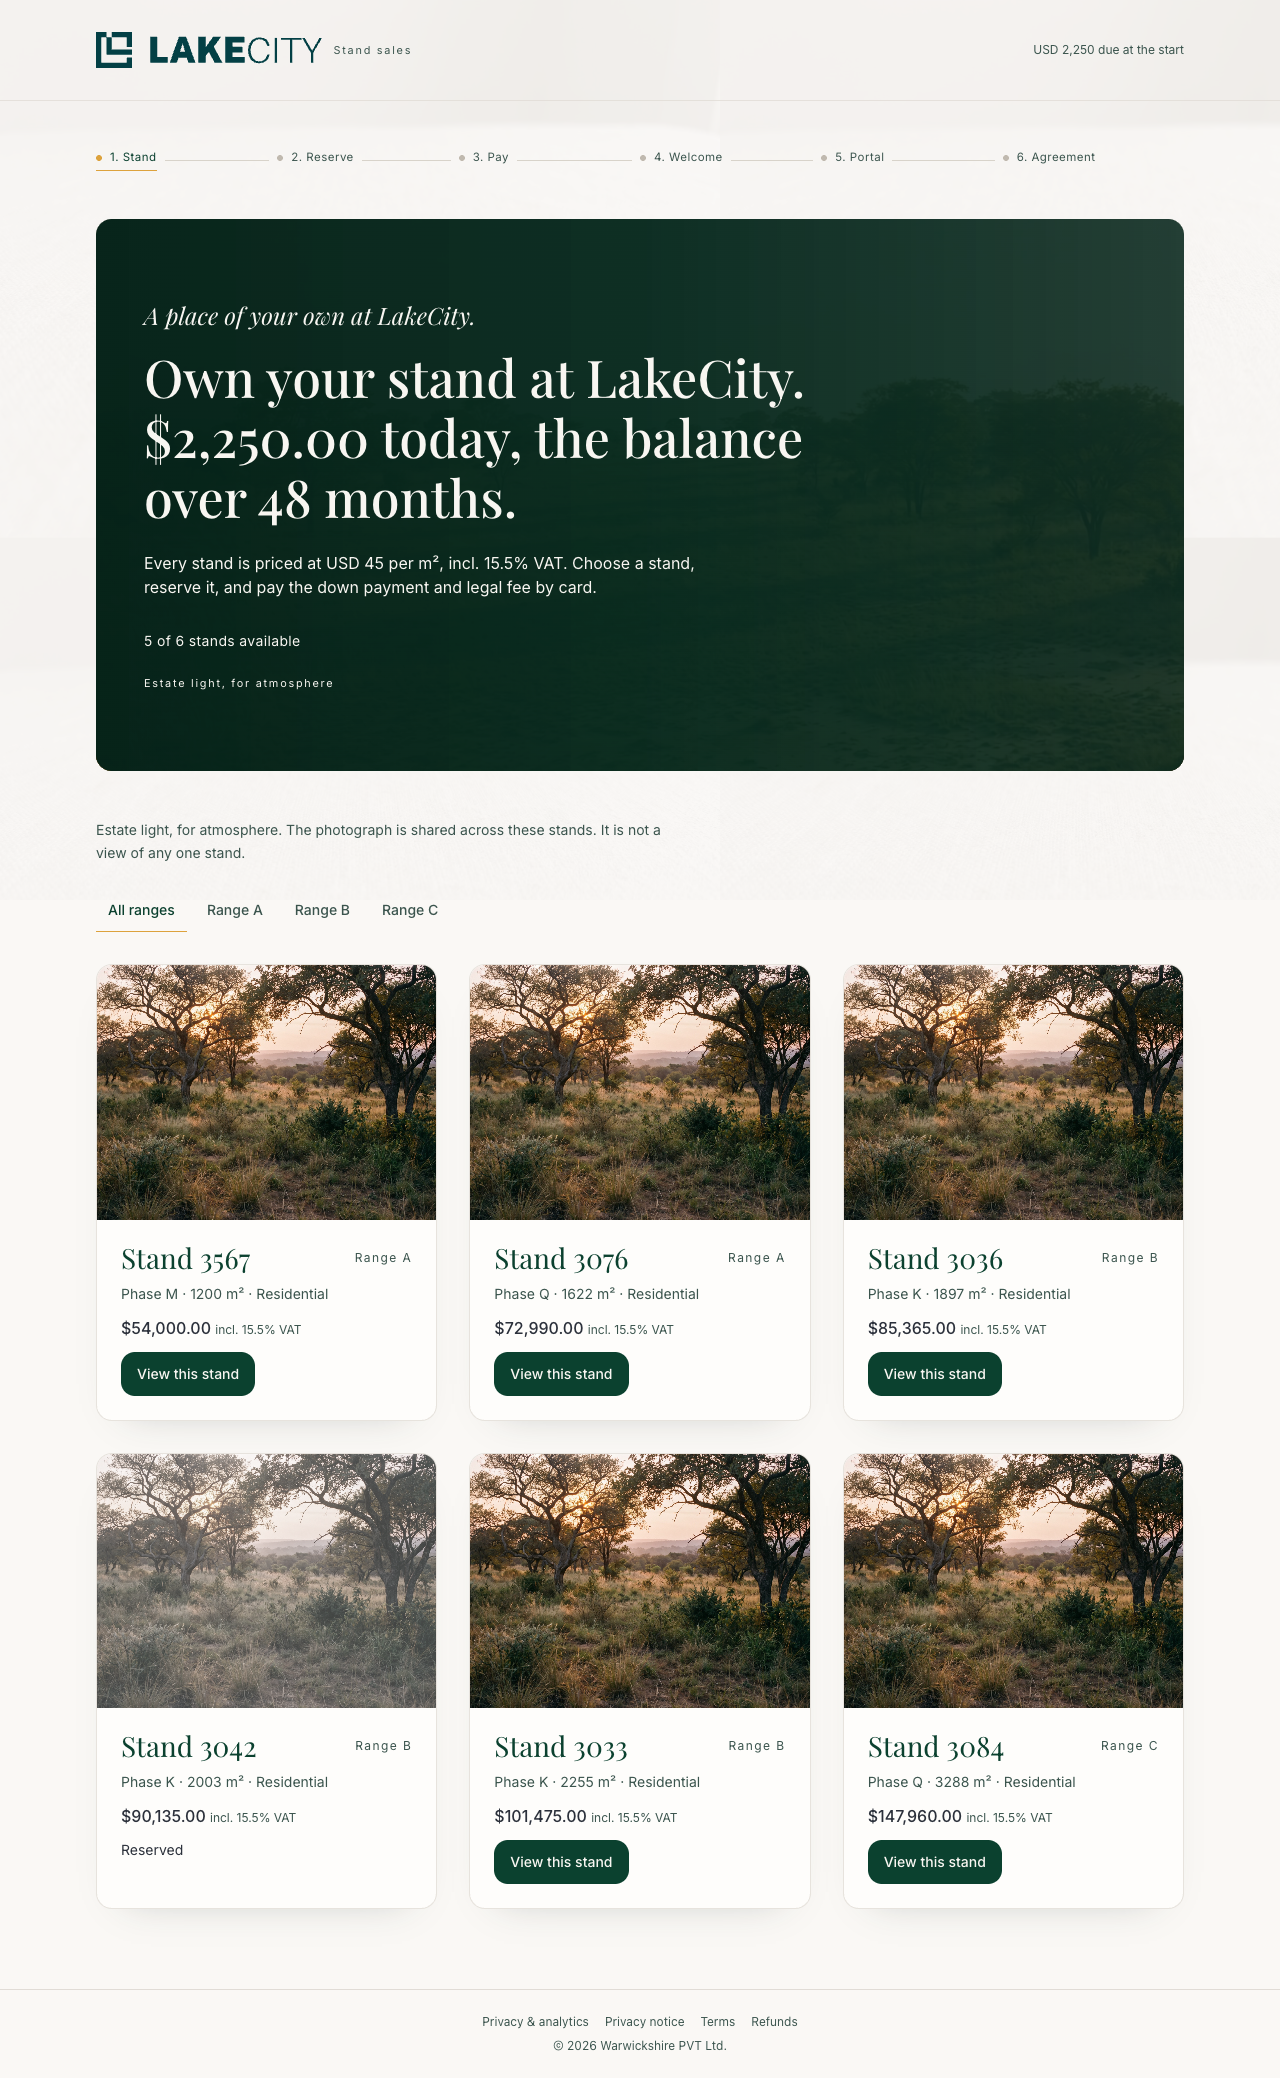 LAKECITY Stand sales
USD 2,250 due at the start
1. Stand
2. Reserve
3. Pay
4. Welcome
5. Portal
6. Agreement
A place of your own at LakeCity.
Own your stand at LakeCity.
$2,250.00 today, the balance
over 48 months.
Every stand is priced at USD 45 per m², incl. 15.5% VAT. Choose a stand,
reserve it, and pay the down payment and legal fee by card.
5 of 6 stands available
Estate light, for atmosphere
Estate light, for atmosphere. The photograph is shared across these stands. It is not a
view of any one stand.
All ranges
Range A
Range B
Range C
Stand 3567
Range A
Phase M · 1200 m² · Residential
$54,000.00 incl. 15.5% VAT
View this stand
Stand 3076
Range A
Phase Q · 1622 m² · Residential
$72,990.00 incl. 15.5% VAT
View this stand
Stand 3036
Range B
Phase K · 1897 m² · Residential
$85,365.00 incl. 15.5% VAT
View this stand
Stand 3042
Range B
Phase K · 2003 m² · Residential
$90,135.00 incl. 15.5% VAT
Reserved
Stand 3033
Range B
Phase K · 2255 m² · Residential
$101,475.00 incl. 15.5% VAT
View this stand
Stand 3084
Range C
Phase Q · 3288 m² · Residential
$147,960.00 incl. 15.5% VAT
View this stand
Privacy & analytics
Privacy notice
Terms
Refunds
© 2026 Warwickshire PVT Ltd.